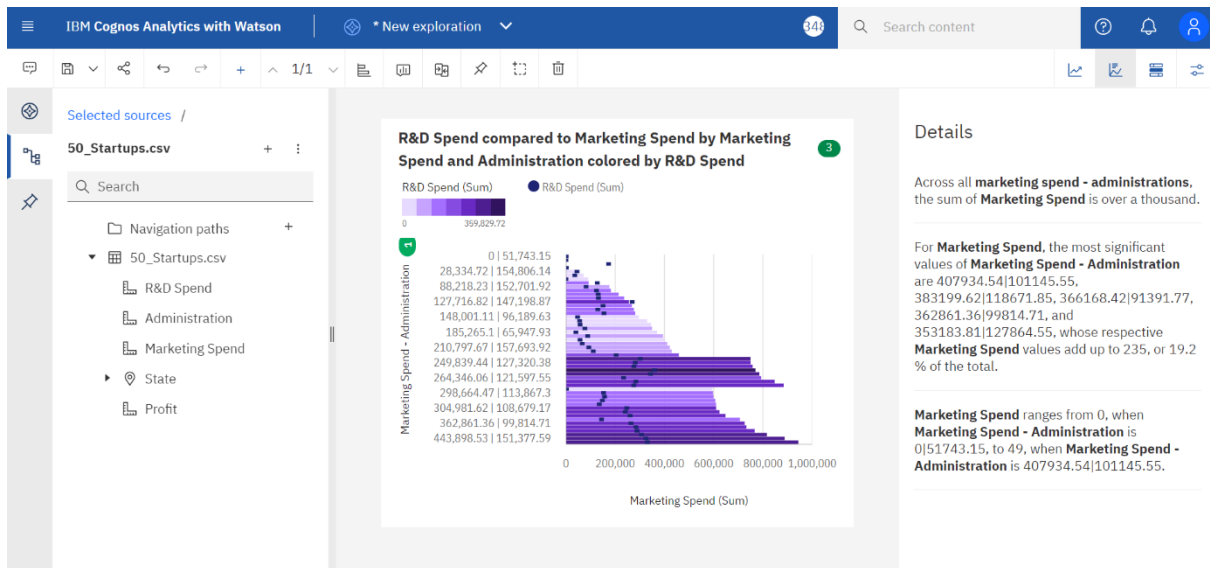 IBM Cognos Analytics with Watson
* New exploration
348
Search content
1/1
Selected sources /
50_Startups.csv
Search
Navigation paths
50_Startups.csv
R&D Spend
Administration
Marketing Spend
State
Profit
R&D Spend compared to Marketing Spend by Marketing
Spend and Administration colored by R&D Spend
3
R&D Spend (Sum)
R&D Spend (Sum)
0 359,829.72
1
Marketing Spend - Administration
0 | 51,743.15
28,334.72 | 154,806.14
88,218.23 | 152,701.92
127,716.82 | 147,198.87
148,001.11 | 96,189.63
185,265.1 | 65,947.93
210,797.67 | 157,693.92
249,839.44 | 127,320.38
264,346.06 | 121,597.55
298,664.47 | 113,867.3
304,981.62 | 108,679.17
362,861.36 | 99,814.71
443,898.53 | 151,377.59
0 200,000 400,000 600,000 800,000 1,000,000
Marketing Spend (Sum)
Details
Across all marketing spend - administrations,
the sum of Marketing Spend is over a thousand.
For Marketing Spend, the most significant
values of Marketing Spend - Administration
are 407934.54|101145.55,
383199.62|118671.85, 366168.42|91391.77,
362861.36|99814.71, and
353183.81|127864.55, whose respective
Marketing Spend values add up to 235, or 19.2
% of the total.
Marketing Spend ranges from 0, when
Marketing Spend - Administration is
0|51743.15, to 49, when Marketing Spend -
Administration is 407934.54|101145.55.